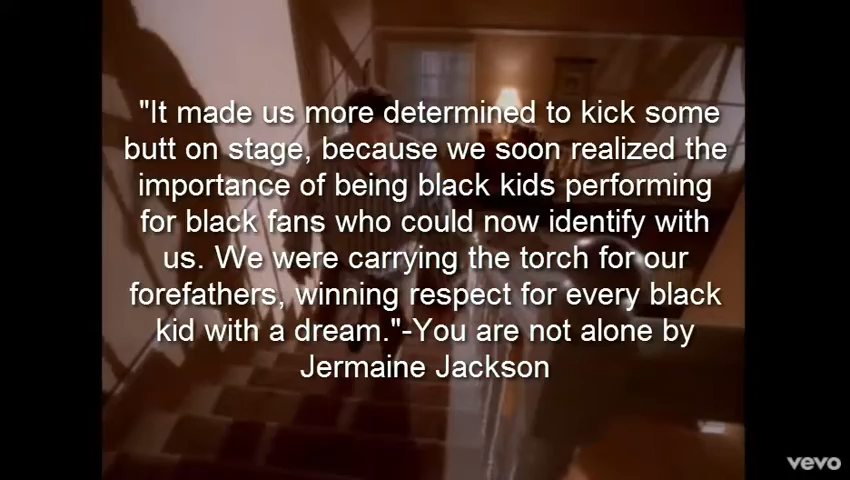 "It made us more determined to kick some
butt on stage, because we soon realized the
importance of being black kids performing
for black fans who could now identify with
us. We were carrying the torch for our
forefathers, winning respect for every black
kid with a dream."-You are not alone by
Jermaine Jackson
vevo